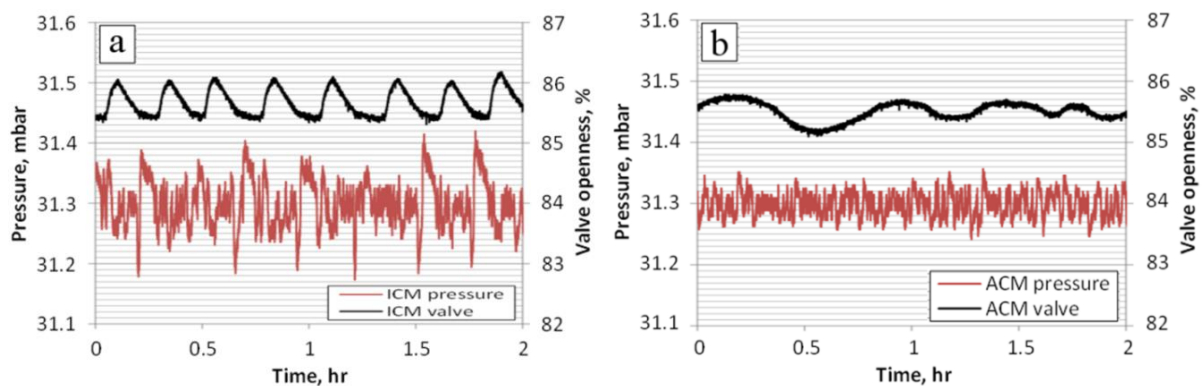 a
31.6
31.5
31.4
31.3
31.2
31.1
Pressure, mbar
87
86
85
84
83
82
Valve openness, %
ICM pressure
ICM valve
0 0.5 1 1.5 2
Time, hr
b
31.6
31.5
31.4
31.3
31.2
31.1
Pressure, mbar
87
86
85
84
83
82
Valve openness, %
ACM pressure
ACM valve
0 0.5 1 1.5 2
Time, hr